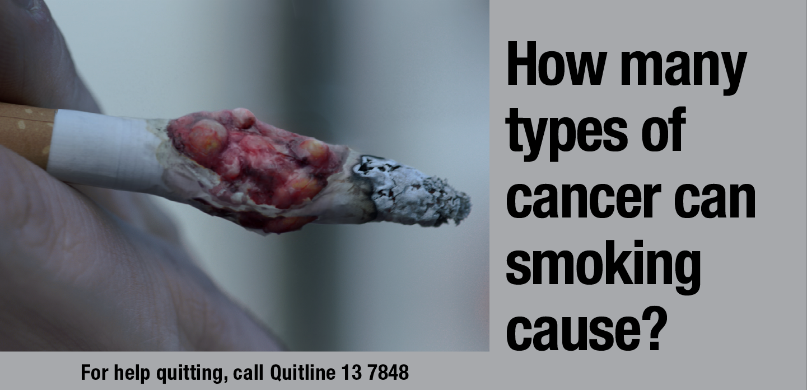 How many
types of
cancer can
smoking
cause?
For help quitting, call Quitline 13 7848